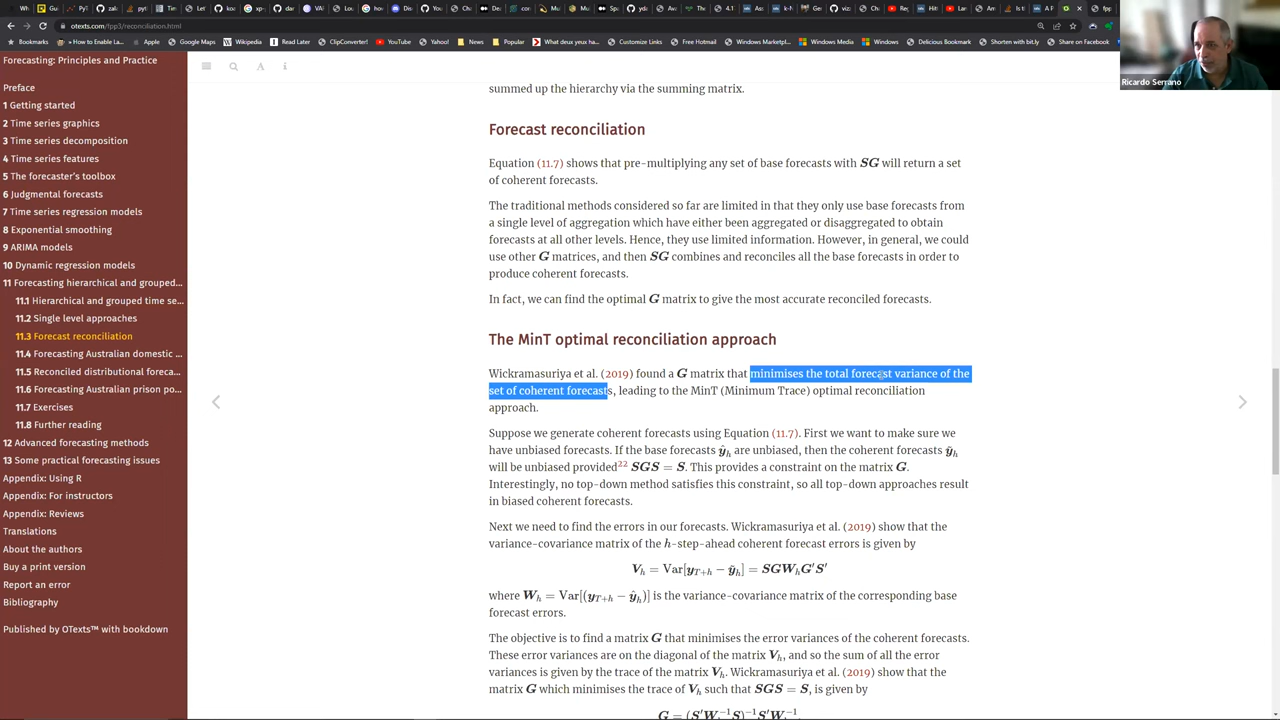 otexts.com/fpp3/reconciliation.html
Bookmarks
+ How to Enable La...
Apple
Google Maps
Wikipedia
Read Later
ClipConverter!
YouTube
Yahoo!
News
Popular
What deux yeux ha...
Customize Links
Free Hotmail
Windows Marketpl...
Windows Media
Windows
Delicious Bookmark
Shorten with bit.ly
Share on Facebook
Ricardo Serrano
Forecasting: Principles and Practice
Preface
1 Getting started
2 Time series graphics
3 Time series decomposition
4 Time series features
5 The forecaster's toolbox
6 Judgmental forecasts
7 Time series regression models
8 Exponential smoothing
9 ARIMA models
10 Dynamic regression models
11 Forecasting hierarchical and grouped...
11.1 Hierarchical and grouped time se...
11.2 Single level approaches
11.3 Forecast reconciliation
11.4 Forecasting Australian domestic ...
11.5 Reconciled distributional foreca...
11.6 Forecasting Australian prison po...
11.7 Exercises
11.8 Further reading
12 Advanced forecasting methods
13 Some practical forecasting issues
Appendix: Using R
Appendix: For instructors
Appendix: Reviews
Translations
About the authors
Buy a print version
Report an error
Bibliography
Published by OTexts™ with bookdown
summed up the hierarchy via the summing matrix.
Forecast reconciliation
Equation (11.7) shows that pre-multiplying any set of base forecasts with SG will return a set
of coherent forecasts.
The traditional methods considered so far are limited in that they only use base forecasts from
a single level of aggregation which have either been aggregated or disaggregated to obtain
forecasts at all other levels. Hence, they use limited information. However, in general, we could
use other G matrices, and then SG combines and reconciles all the base forecasts in order to
produce coherent forecasts.
In fact, we can find the optimal G matrix to give the most accurate reconciled forecasts.
The MinT optimal reconciliation approach
Wickramasuriya et al. (2019) found a G matrix that minimises the total forecast variance of the
set of coherent forecasts, leading to the MinT (Minimum Trace) optimal reconciliation
approach.
Suppose we generate coherent forecasts using Equation (11.7). First we want to make sure we
have unbiased forecasts. If the base forecasts ŷₕ are unbiased, then the coherent forecasts ỹₕ
will be unbiased provided²² SGS = S. This provides a constraint on the matrix G.
Interestingly, no top-down method satisfies this constraint, so all top-down approaches result
in biased coherent forecasts.
Next we need to find the errors in our forecasts. Wickramasuriya et al. (2019) show that the
variance-covariance matrix of the h-step-ahead coherent forecast errors is given by
Vₕ = Var[y_{T+h} − ỹₕ] = SGWₕG′S′
where Wₕ = Var[(y_{T+h} − ŷₕ)] is the variance-covariance matrix of the corresponding base
forecast errors.
The objective is to find a matrix G that minimises the error variances of the coherent forecasts.
These error variances are on the diagonal of the matrix Vₕ, and so the sum of all the error
variances is given by the trace of the matrix Vₕ. Wickramasuriya et al. (2019) show that the
matrix G which minimises the trace of Vₕ such that SGS = S, is given by
G = (S′Wₕ⁻¹S)⁻¹S′Wₕ⁻¹.